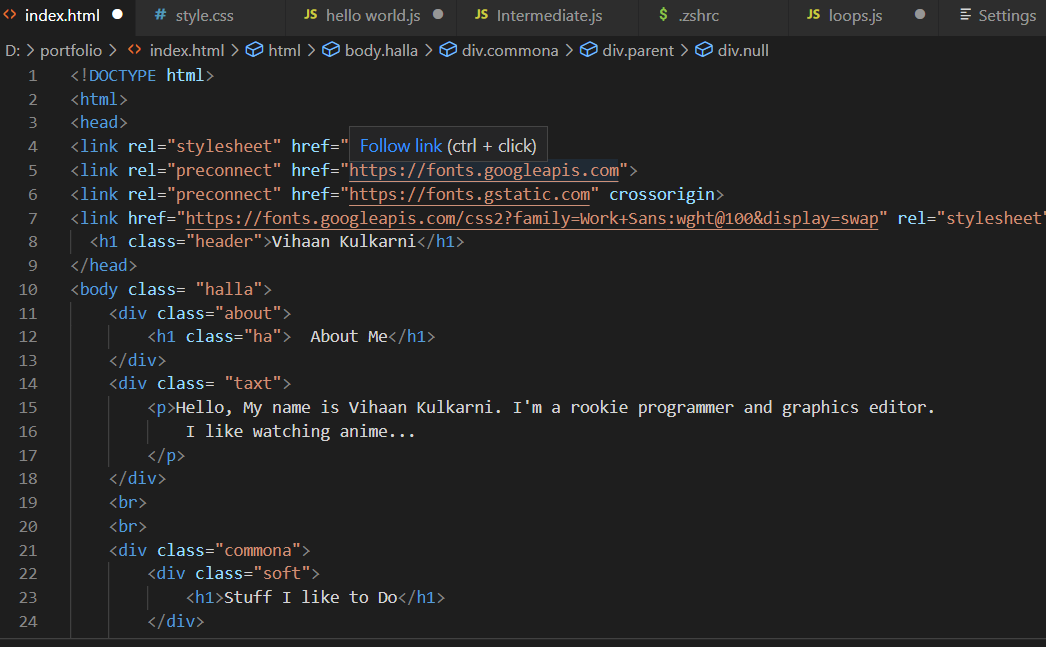 index.html style.css hello world.js Intermediate.js .zshrc loops.js Settings
D: > portfolio > index.html > html > body.halla > div.commona > div.parent > div.null
1 <!DOCTYPE html>
2 <html>
3 <head>
4 <link rel="stylesheet" href=" Follow link (ctrl + click)
5 <link rel="preconnect" href="https://fonts.googleapis.com">
6 <link rel="preconnect" href="https://fonts.gstatic.com" crossorigin>
7 <link href="https://fonts.googleapis.com/css2?family=Work+Sans:wght@100&display=swap" rel="stylesheet"
8 <h1 class="header">Vihaan Kulkarni</h1>
9 </head>
10 <body class= "halla">
11 <div class="about">
12 <h1 class="ha">  About Me</h1>
13 </div>
14 <div class= "taxt">
15 <p>Hello, My name is Vihaan Kulkarni. I'm a rookie programmer and graphics editor.
16 I like watching anime...
17 </p>
18 </div>
19 <br>
20 <br>
21 <div class="commona">
22 <div class="soft">
23 <h1>Stuff I like to Do</h1>
24 </div>